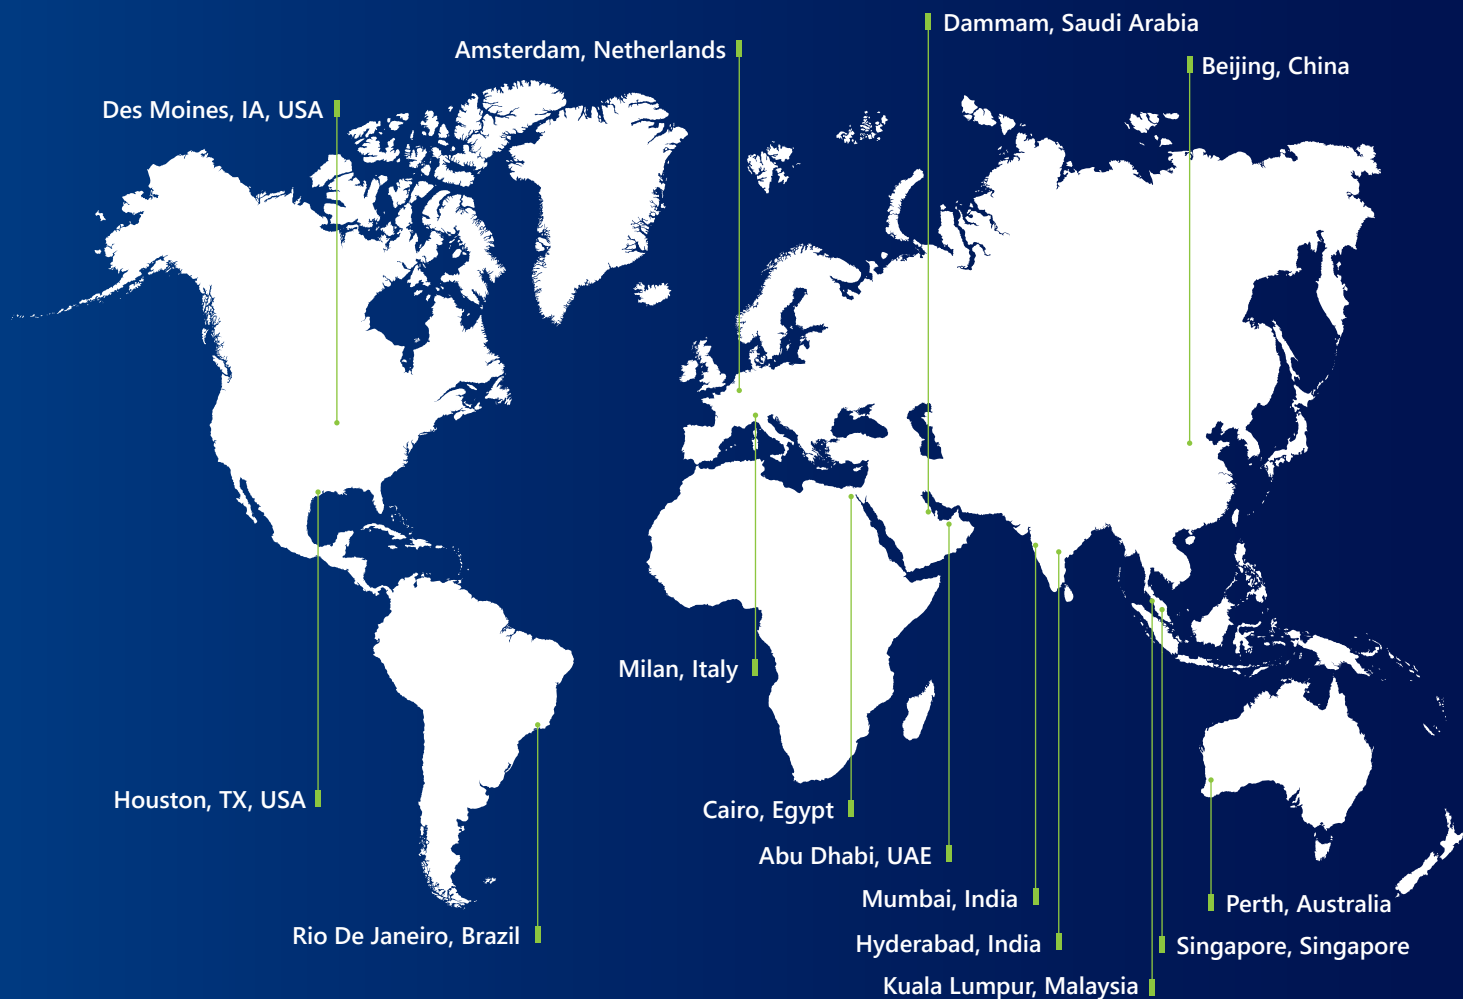 Dammam, Saudi Arabia
Amsterdam, Netherlands
Beijing, China
Des Moines, IA, USA
Milan, Italy
Houston, TX, USA
Cairo, Egypt
Abu Dhabi, UAE
Mumbai, India
Perth, Australia
Rio De Janeiro, Brazil
Hyderabad, India
Singapore, Singapore
Kuala Lumpur, Malaysia